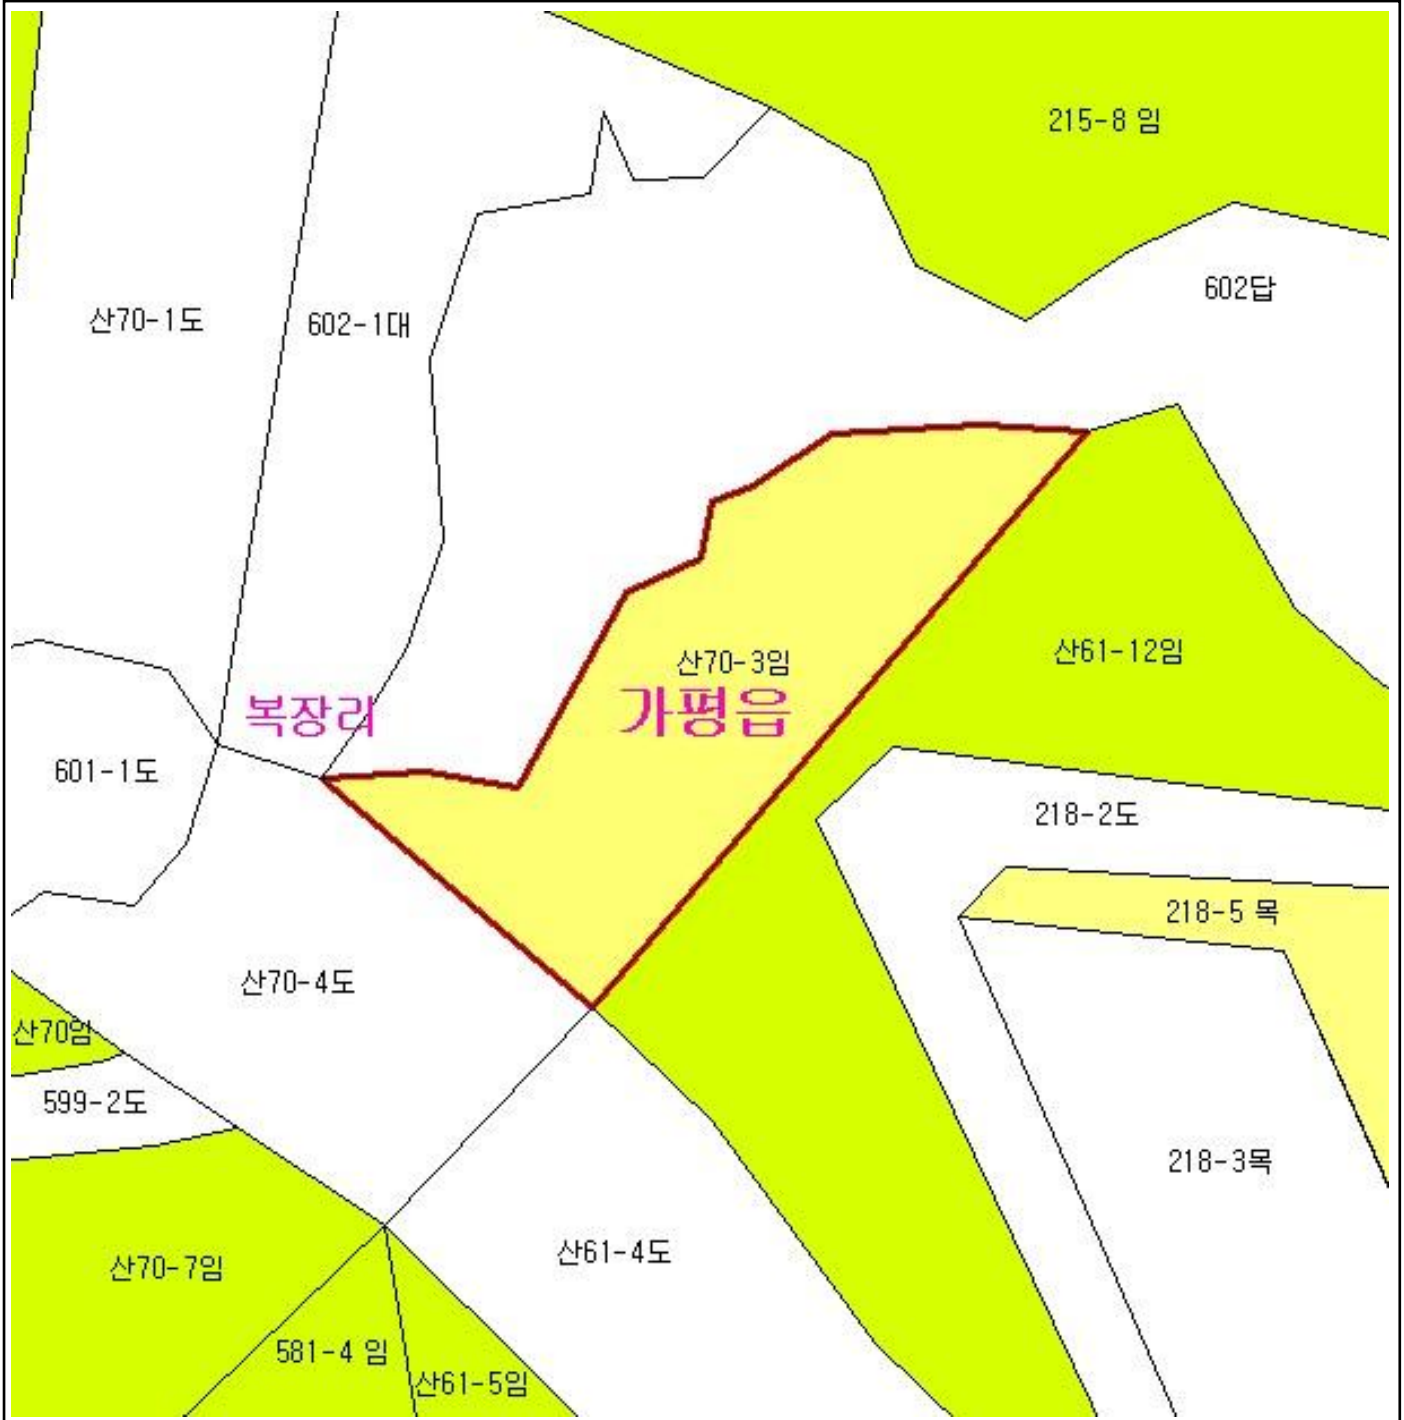 215-8 임
602답
산70-1도
602-1대
산61-12임
산70-3임
복장리
가평읍
601-1도
218-2도
218-5 목
산70-4도
산70임
599-2도
218-3목
산61-4도
산70-7임
581-4 임
산61-5임